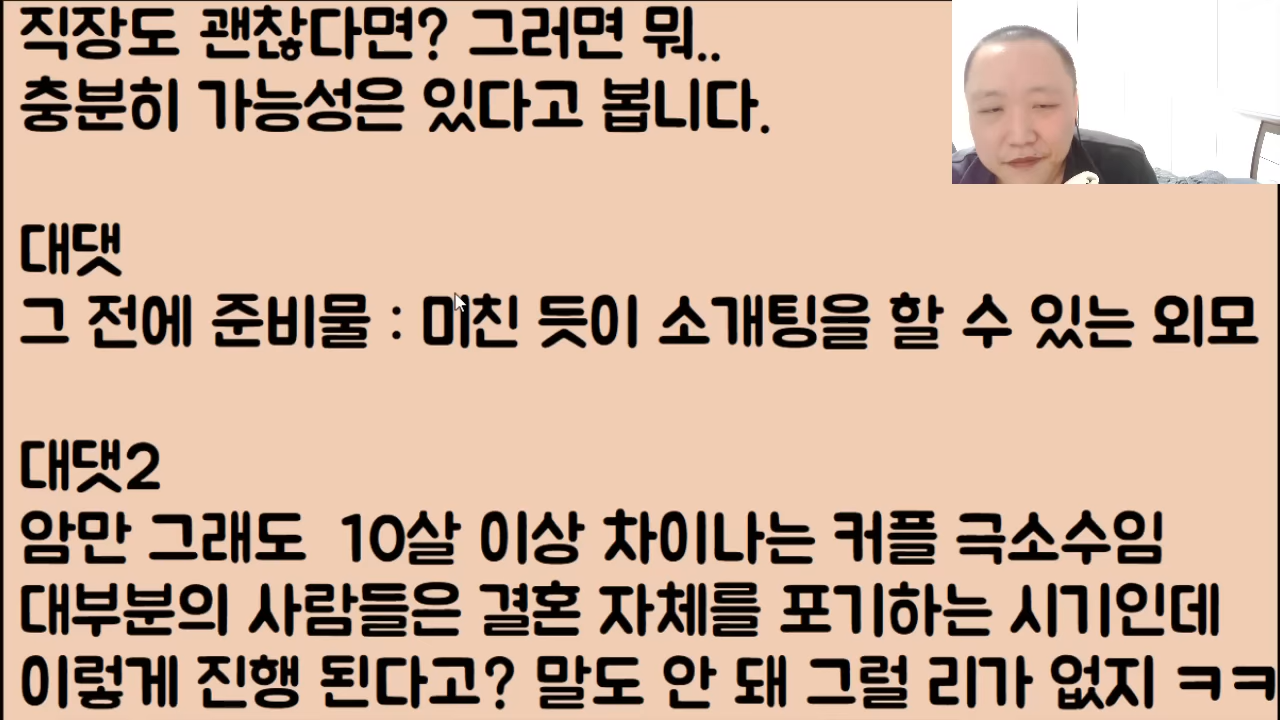 직장도 괜찮다면? 그러면 뭐..
충분히 가능성은 있다고 봅니다.
대댓
그 전에 준비물 : 미친 듯이 소개팅을 할 수 있는 외모
대댓2
암만 그래도 10살 이상 차이나는 커플 극소수임
대부분의 사람들은 결혼 자체를 포기하는 시기인데
이렇게 진행 된다고? 말도 안 돼 그럴 리가 없지 ㅋㅋ